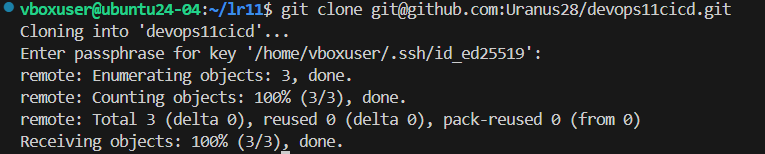 vboxuser@ubuntu24-04:~/lr11$ git clone git@github.com:Uranus28/devops11cicd.git
Cloning into 'devops11cicd'...
Enter passphrase for key '/home/vboxuser/.ssh/id_ed25519':
remote: Enumerating objects: 3, done.
remote: Counting objects: 100% (3/3), done.
remote: Total 3 (delta 0), reused 0 (delta 0), pack-reused 0 (from 0)
Receiving objects: 100% (3/3), done.